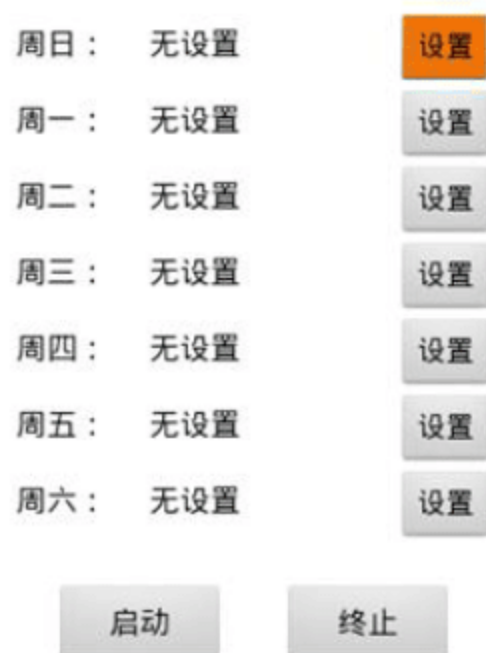 周日： 无设置 设置
周一： 无设置 设置
周二： 无设置 设置
周三： 无设置 设置
周四： 无设置 设置
周五： 无设置 设置
周六： 无设置 设置
启动 终止